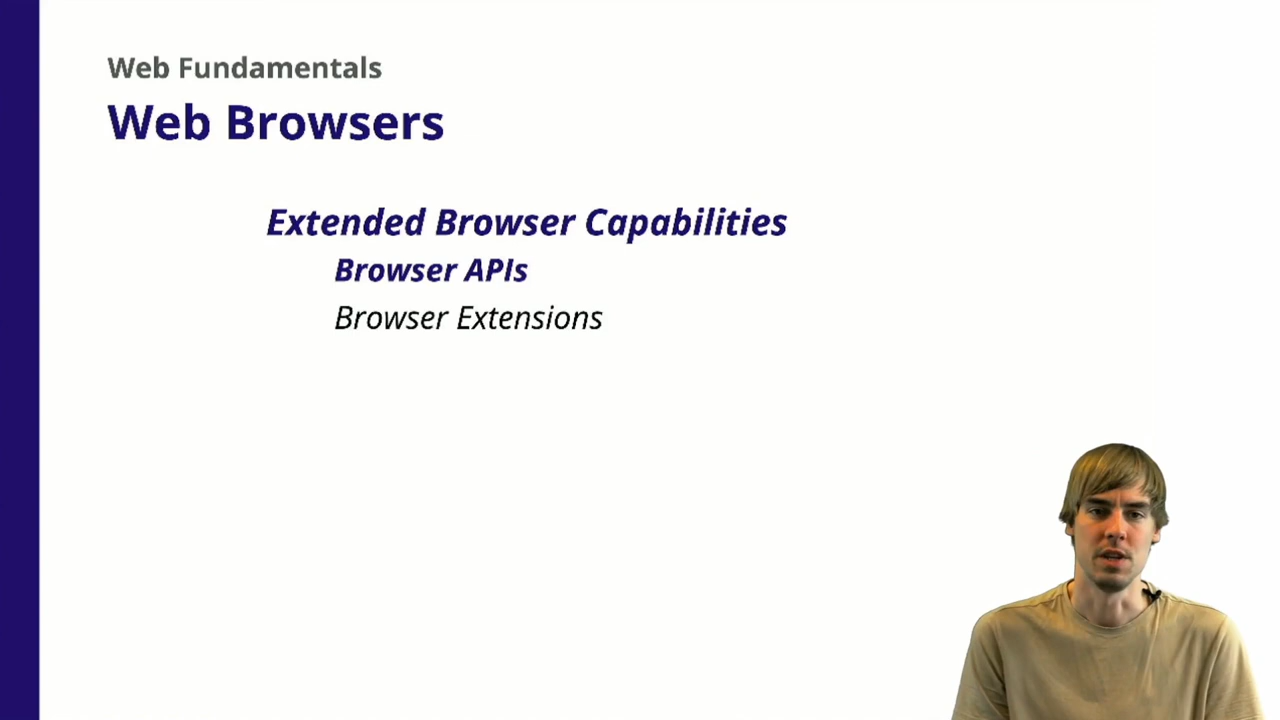 Web Fundamentals
Web Browsers
Extended Browser Capabilities
Browser APIs
Browser Extensions